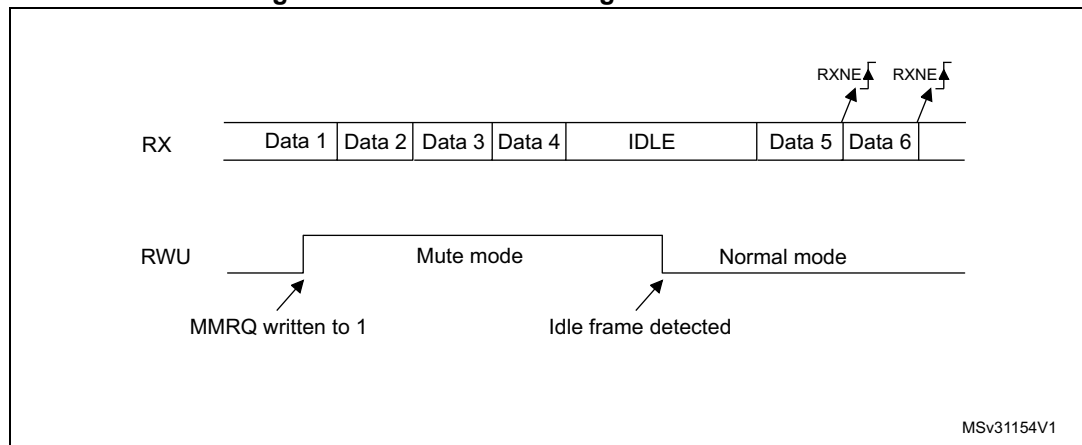 RXNE RXNE
RX Data 1 Data 2 Data 3 Data 4 IDLE Data 5 Data 6
RWU Mute mode Normal mode
MMRQ written to 1 Idle frame detected
MSv31154V1